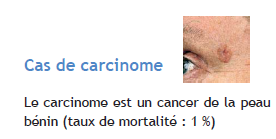 Cas de carcinome
Le carcinome est un cancer de la peau
bénin (taux de mortalité : 1 %)